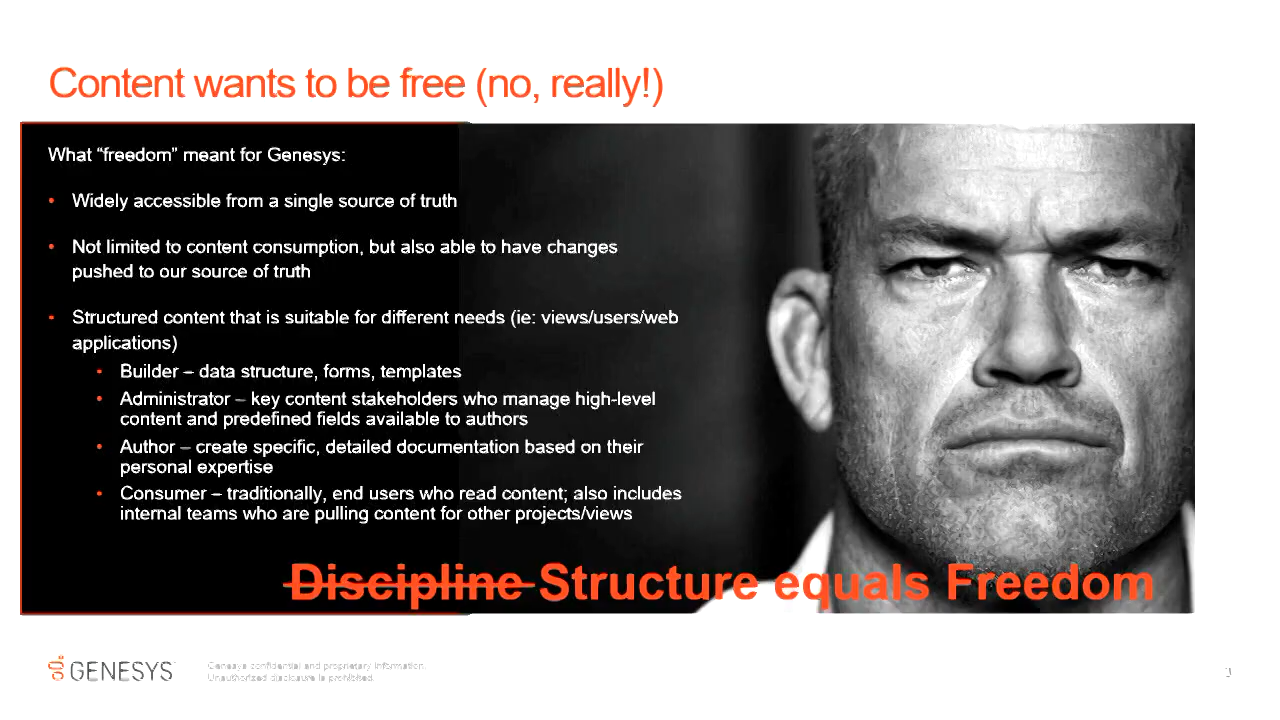 Content wants to be free (no, really!)
What “freedom” meant for Genesys:
• Widely accessible from a single source of truth
• Not limited to content consumption, but also able to have changes
pushed to our source of truth
• Structured content that is suitable for different needs (ie: views/users/web
applications)
• Builder – data structure, forms, templates
• Administrator – key content stakeholders who manage high-level
content and predefined fields available to authors
• Author – create specific, detailed documentation based on their
personal expertise
• Consumer – traditionally, end users who read content; also includes
internal teams who are pulling content for other projects/views
Discipline Structure equals Freedom
GENESYS
Genesys confidential and proprietary information.
Unauthorized disclosure is prohibited.